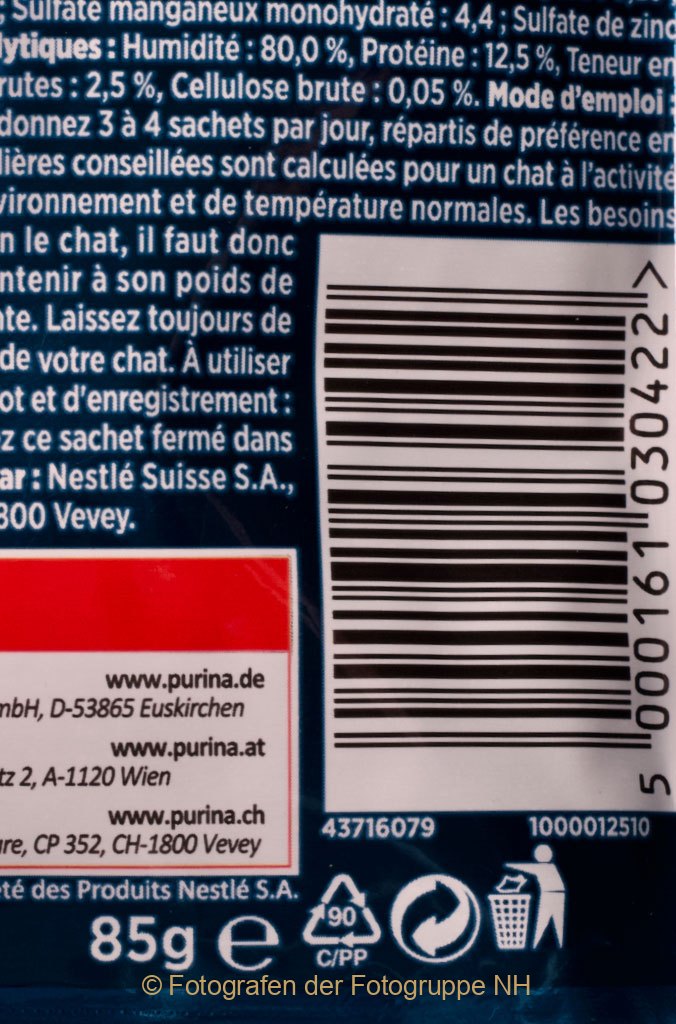 Sulfate manganeux monohydraté : 4,4 ; Sulfate de zinc
lytiques : Humidité : 80,0 %, Protéine : 12,5 %, Teneur en
rutes : 2,5 %, Cellulose brute : 0,05 %. Mode d'emploi :
donnez 3 à 4 sachets par jour, répartis de préférence en
lières conseillées sont calculées pour un chat à l'activité
vironnement et de température normales. Les besoins
n le chat, il faut donc
ntenir à son poids de
nte. Laissez toujours de
de votre chat. À utiliser
ot et d'enregistrement :
z ce sachet fermé dans
ar : Nestlé Suisse S.A.,
800 Vevey.
5 000161 030422 >
www.purina.de
mbH, D-53865 Euskirchen
www.purina.at
tz 2, A-1120 Wien
www.purina.ch
are, CP 352, CH-1800 Vevey
43716079 1000012510
été des Produits Nestlé S.A.
85g e
90
C/PP
© Fotografen der Fotogruppe NH